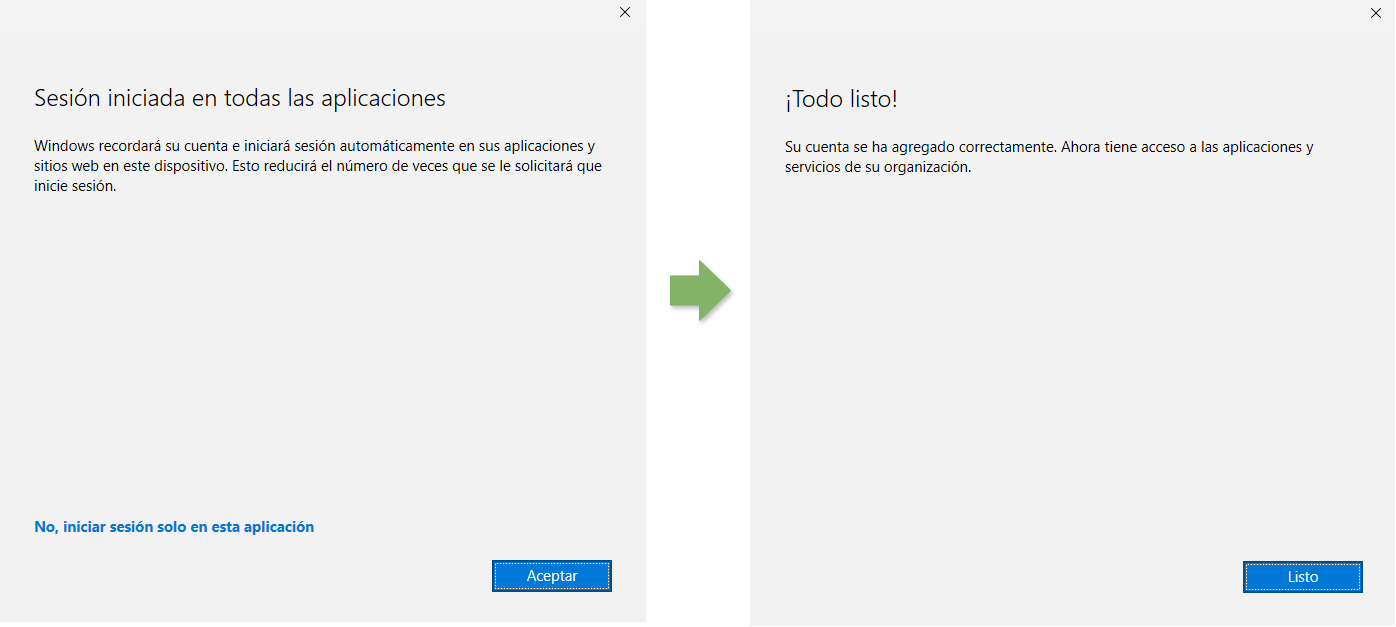 Sesión iniciada en todas las aplicaciones
Windows recordará su cuenta e iniciará sesión automáticamente en sus aplicaciones y
sitios web en este dispositivo. Esto reducirá el número de veces que se le solicitará que
inicie sesión.
No, iniciar sesión solo en esta aplicación
Aceptar
¡Todo listo!
Su cuenta se ha agregado correctamente. Ahora tiene acceso a las aplicaciones y
servicios de su organización.
Listo